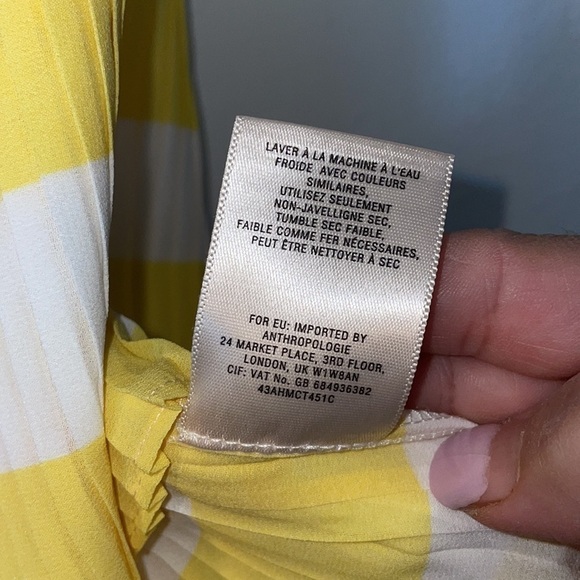 LAVER À LA MACHINE À L'EAU
FROIDE AVEC COULEURS
SIMILAIRES,
UTILISEZ SEULEMENT
NON-JAVELLIGNE SEC,
TUMBLE SEC FAIBLE,
FAIBLE COMME FER NÉCESSAIRES,
PEUT ÊTRE NETTOYER À SEC
FOR EU: IMPORTED BY
ANTHROPOLOGIE
24 MARKET PLACE, 3RD FLOOR,
LONDON, UK W1W8AN
CIF: VAT No. GB 684936382
43AHMCT451C